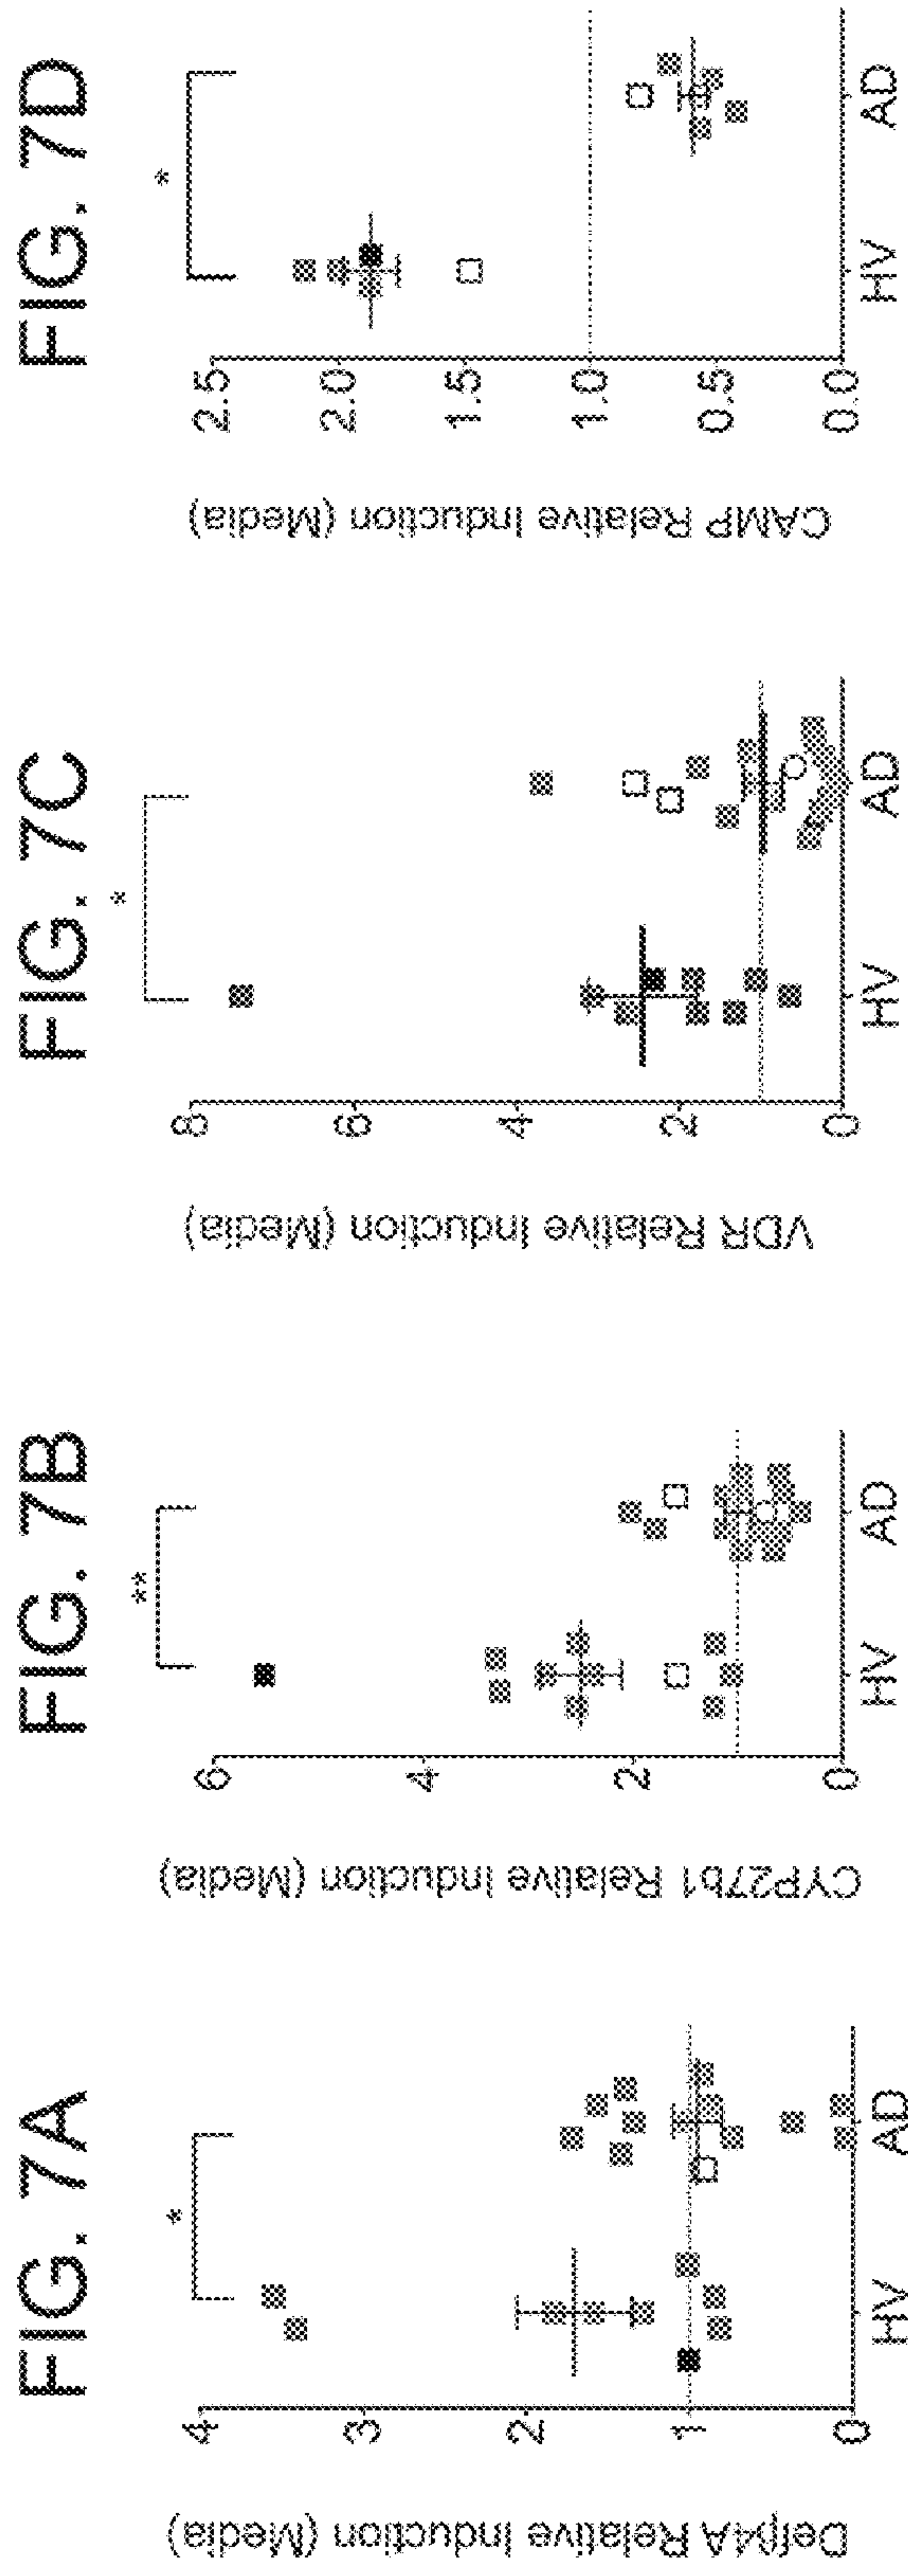 FIG. 7A
*
Defβ4A Relative Induction (Media)
4
3
2
1
0
HV
AD
FIG. 7B
**
CYP27b1 Relative Induction (Media)
6
4
2
0
HV
AD
FIG. 7C
*
VDR Relative Induction (Media)
8
6
4
2
0
HV
AD
FIG. 7D
*
CAMP Relative Induction (Media)
2.5
2.0
1.5
1.0
0.5
0.0
HV
AD